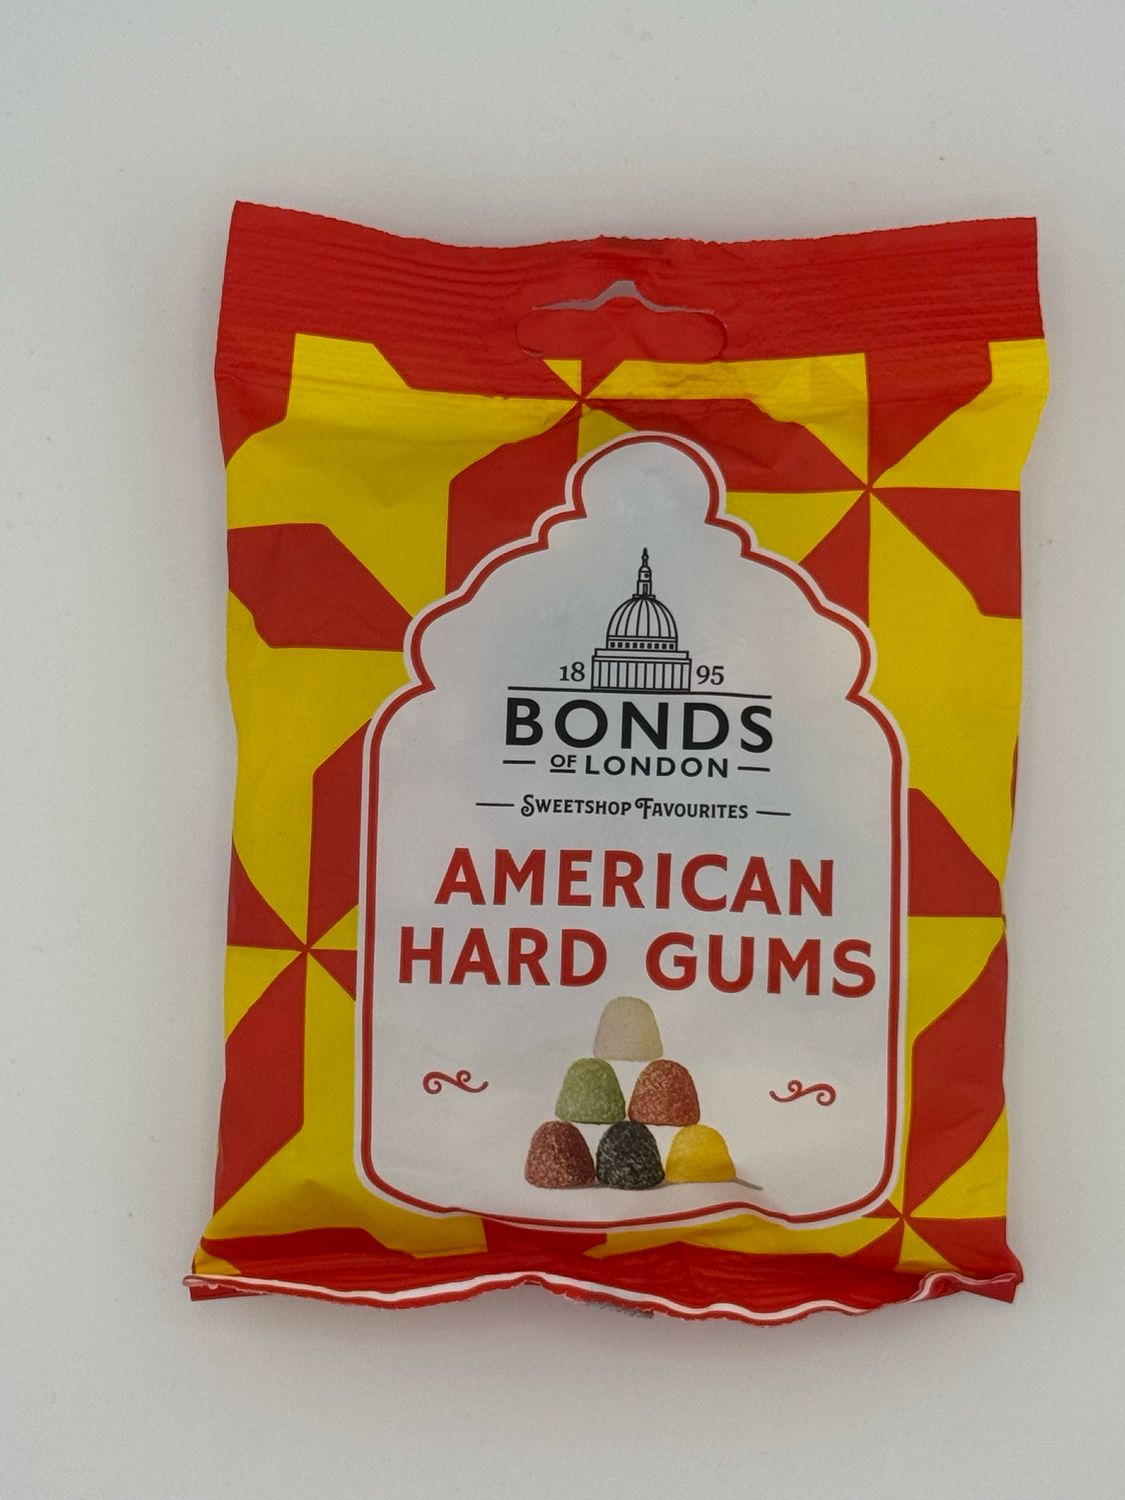 18 95
BONDS
OF LONDON
SWEETSHOP FAVOURITES
AMERICAN
HARD GUMS